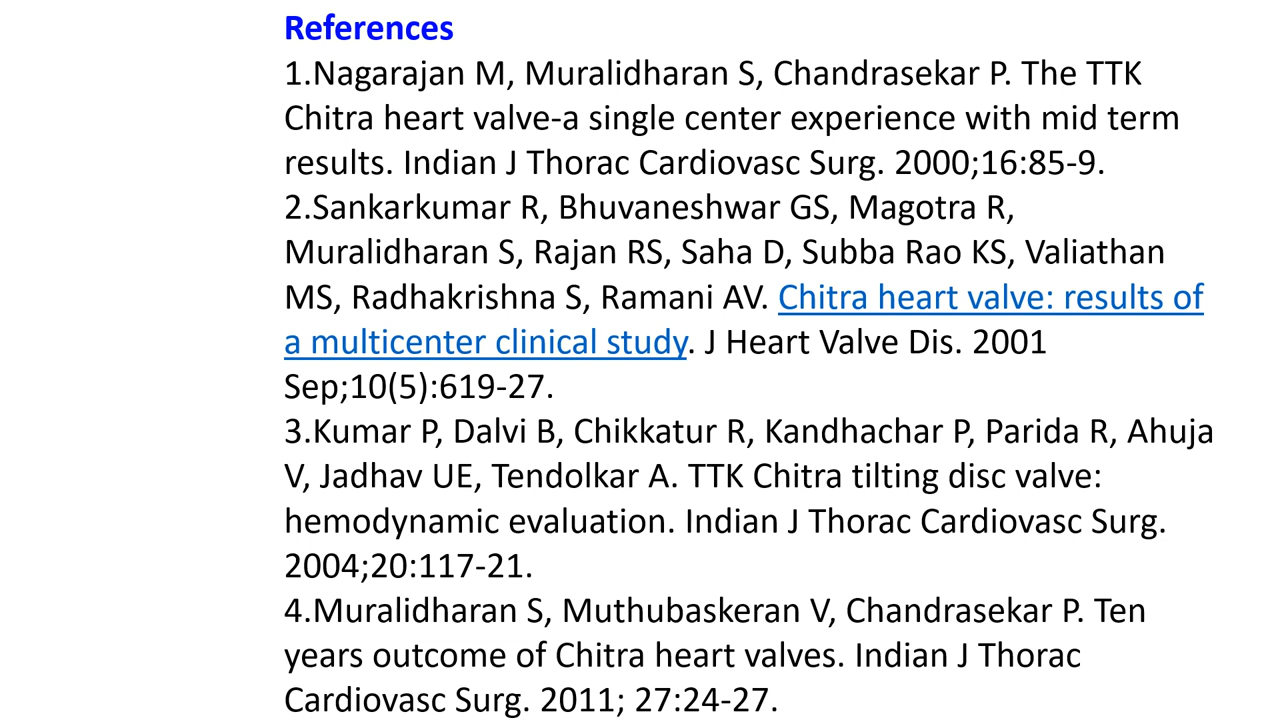 References
1.Nagarajan M, Muralidharan S, Chandrasekar P. The TTK
Chitra heart valve-a single center experience with mid term
results. Indian J Thorac Cardiovasc Surg. 2000;16:85-9.
2.Sankarkumar R, Bhuvaneshwar GS, Magotra R,
Muralidharan S, Rajan RS, Saha D, Subba Rao KS, Valiathan
MS, Radhakrishna S, Ramani AV. Chitra heart valve: results of
a multicenter clinical study. J Heart Valve Dis. 2001
Sep;10(5):619-27.
3.Kumar P, Dalvi B, Chikkatur R, Kandhachar P, Parida R, Ahuja
V, Jadhav UE, Tendolkar A. TTK Chitra tilting disc valve:
hemodynamic evaluation. Indian J Thorac Cardiovasc Surg.
2004;20:117-21.
4.Muralidharan S, Muthubaskeran V, Chandrasekar P. Ten
years outcome of Chitra heart valves. Indian J Thorac
Cardiovasc Surg. 2011; 27:24-27.